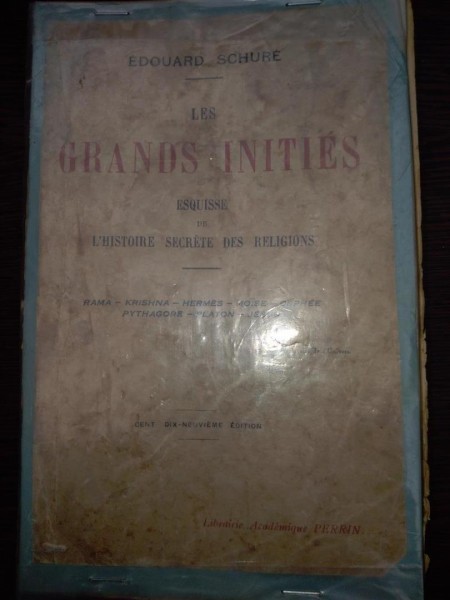 EDOUARD SCHURÉ
LES
GRANDS INITIÉS
ESQUISSE
DE
L'HISTOIRE SECRÈTE DES RELIGIONS
RAMA – KRISHNA – HERMÈS – MOÏSE – ORPHÉE
PYTHAGORE – PLATON – JÉSUS
CENT DIX-NEUVIÈME ÉDITION
Librairie Académique PERRIN.